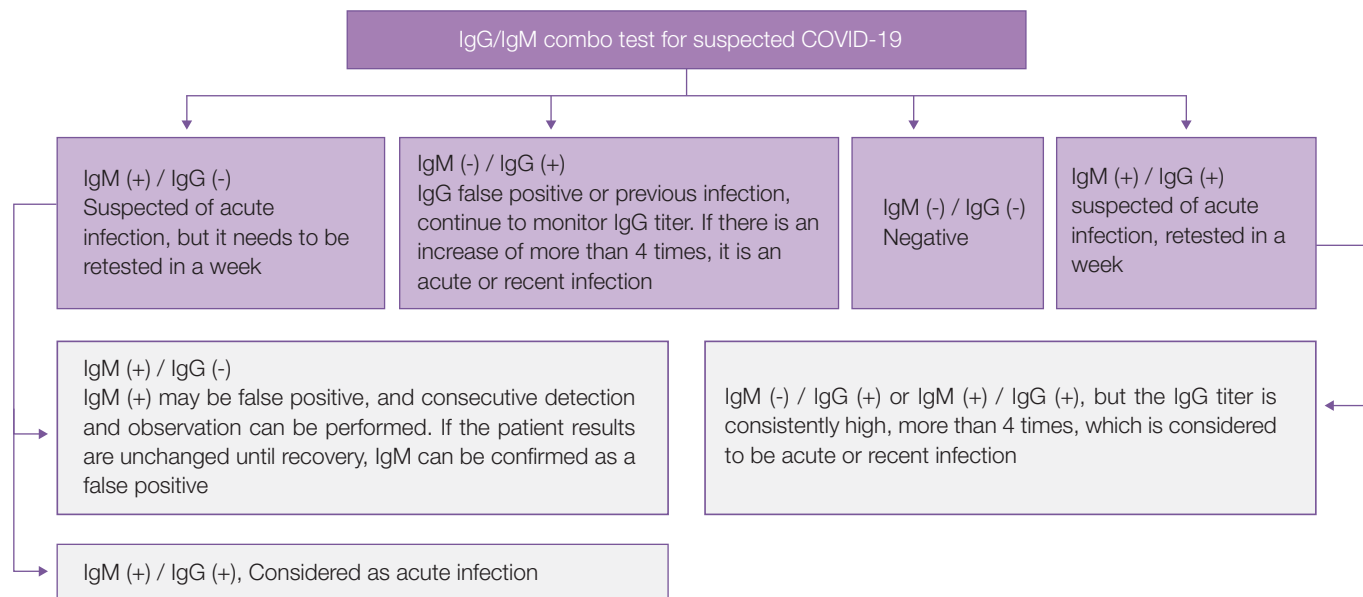 IgG/IgM combo test for suspected COVID-19
IgM (+) / IgG (-)
Suspected of acute
infection, but it needs to be
retested in a week
IgM (-) / IgG (+)
IgG false positive or previous infection,
continue to monitor IgG titer. If there is an
increase of more than 4 times, it is an
acute or recent infection
IgM (-) / IgG (-)
Negative
IgM (+) / IgG (+)
suspected of acute
infection, retested in a
week
IgM (+) / IgG (-)
IgM (+) may be false positive, and consecutive detection
and observation can be performed. If the patient results
are unchanged until recovery, IgM can be confirmed as a
false positive
IgM (-) / IgG (+) or IgM (+) / IgG (+), but the IgG titer is
consistently high, more than 4 times, which is considered
to be acute or recent infection
IgM (+) / IgG (+), Considered as acute infection